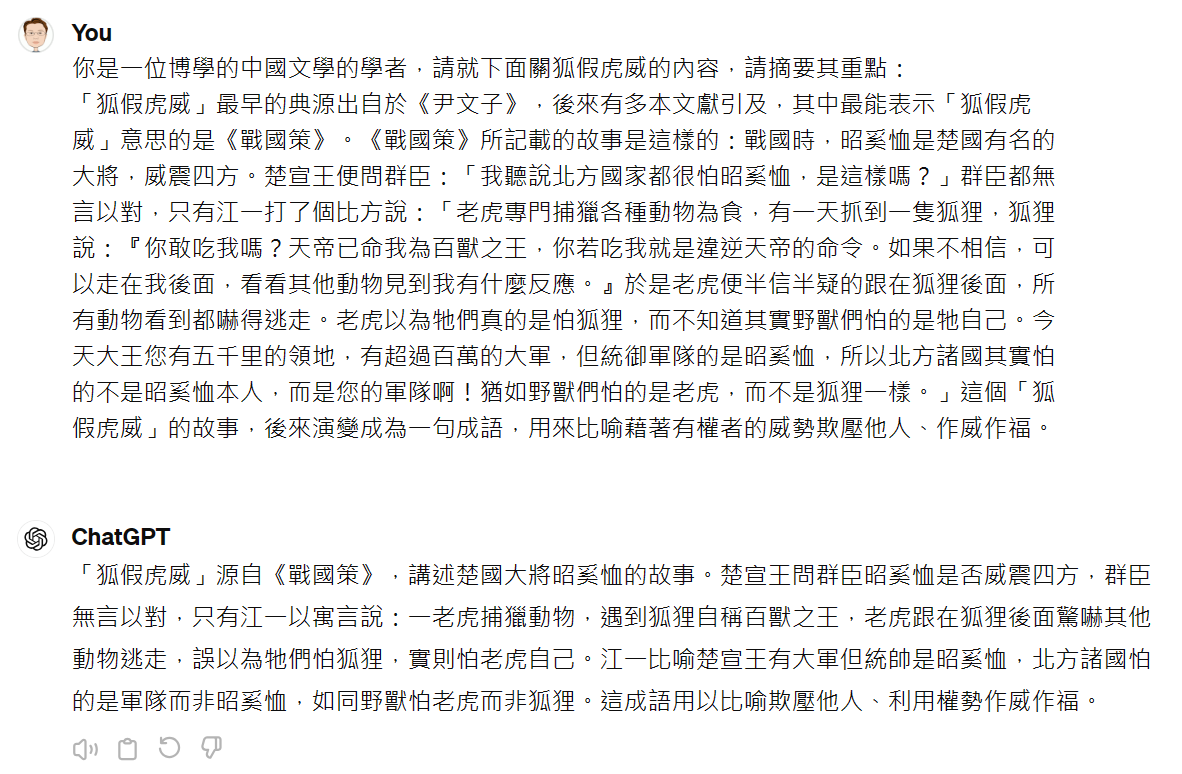 You
你是一位博學的中國文學的學者，請就下面關狐假虎威的內容，請摘要其重點：
「狐假虎威」最早的典源出自於《尹文子》，後來有多本文獻引及，其中最能表示「狐假虎
威」意思的是《戰國策》。《戰國策》所記載的故事是這樣的：戰國時，昭奚恤是楚國有名的
大將，威震四方。楚宣王便問群臣：「我聽說北方國家都很怕昭奚恤，是這樣嗎？」群臣都無
言以對，只有江一打了個比方說：「老虎專門捕獵各種動物為食，有一天抓到一隻狐狸，狐狸
說：『你敢吃我嗎？天帝已命我為百獸之王，你若吃我就是違逆天帝的命令。如果不相信，可
以走在我後面，看看其他動物見到我有什麼反應。』於是老虎便半信半疑的跟在狐狸後面，所
有動物看到都嚇得逃走。老虎以為牠們真的是怕狐狸，而不知道其實野獸們怕的是牠自己。今
天大王您有五千里的領地，有超過百萬的大軍，但統御軍隊的是昭奚恤，所以北方諸國其實怕
的不是昭奚恤本人，而是您的軍隊啊！猶如野獸們怕的是老虎，而不是狐狸一樣。」這個「狐
假虎威」的故事，後來演變成為一句成語，用來比喻藉著有權者的威勢欺壓他人、作威作福。
ChatGPT
「狐假虎威」源自《戰國策》，講述楚國大將昭奚恤的故事。楚宣王問群臣昭奚恤是否威震四方，群臣
無言以對，只有江一以寓言說：一老虎捕獵動物，遇到狐狸自稱百獸之王，老虎跟在狐狸後面驚嚇其他
動物逃走，誤以為牠們怕狐狸，實則怕老虎自己。江一比喻楚宣王有大軍但統帥是昭奚恤，北方諸國怕
的是軍隊而非昭奚恤，如同野獸怕老虎而非狐狸。這成語用以比喻欺壓他人、利用權勢作威作福。